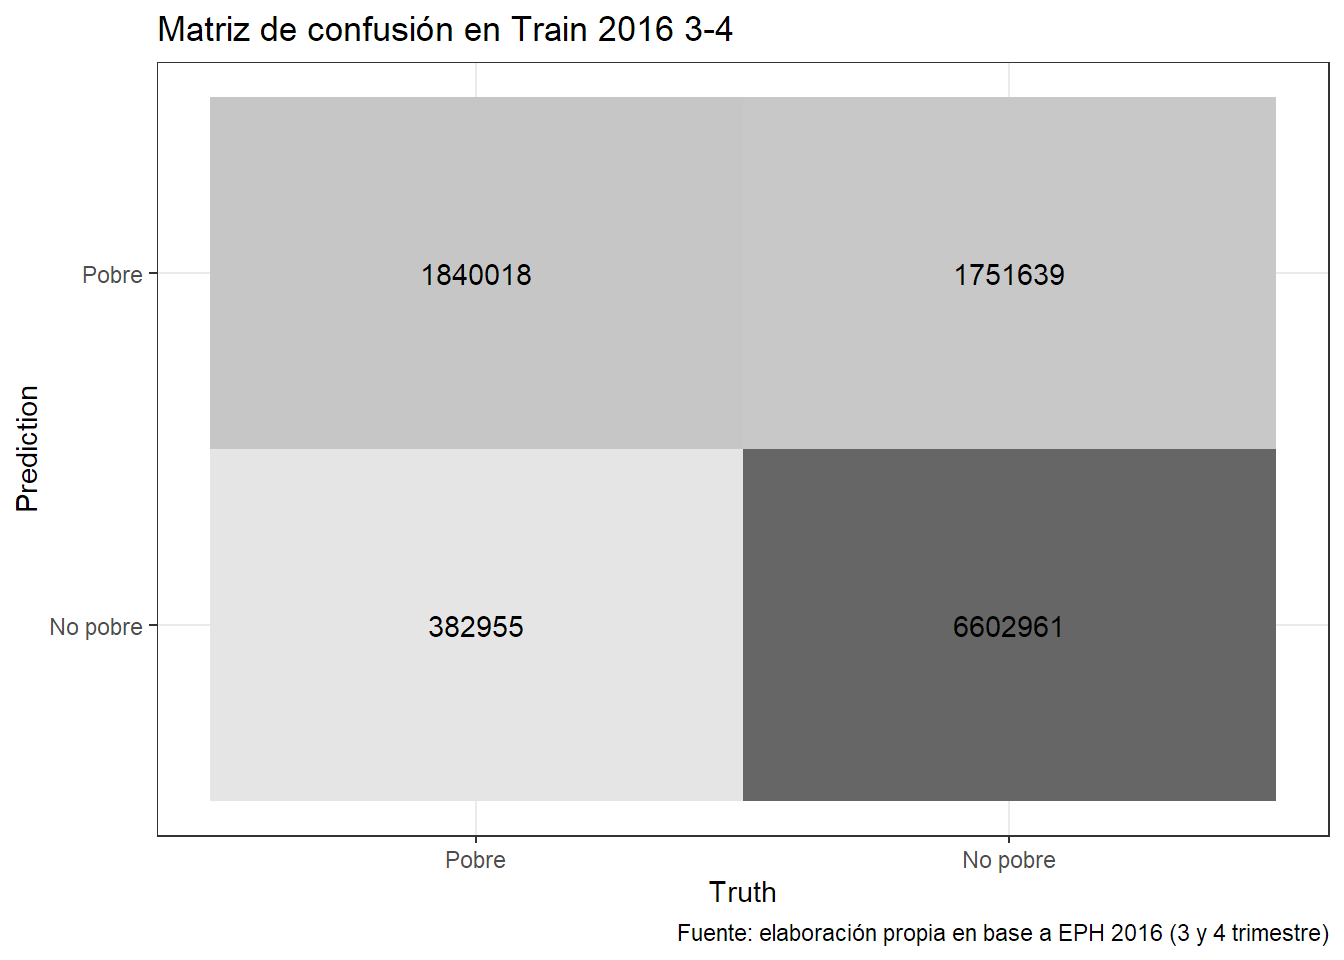 Matriz de confusión en Train 2016 3-4
Prediction
Pobre
1840018 1751639
No pobre
382955 6602961
Pobre No pobre
Truth
Fuente: elaboración propia en base a EPH 2016 (3 y 4 trimestre)